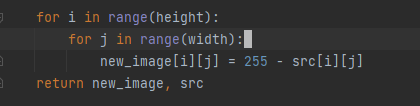 for i in range(height):
    for j in range(width):
        new_image[i][j] = 255 - src[i][j]
return new_image, src